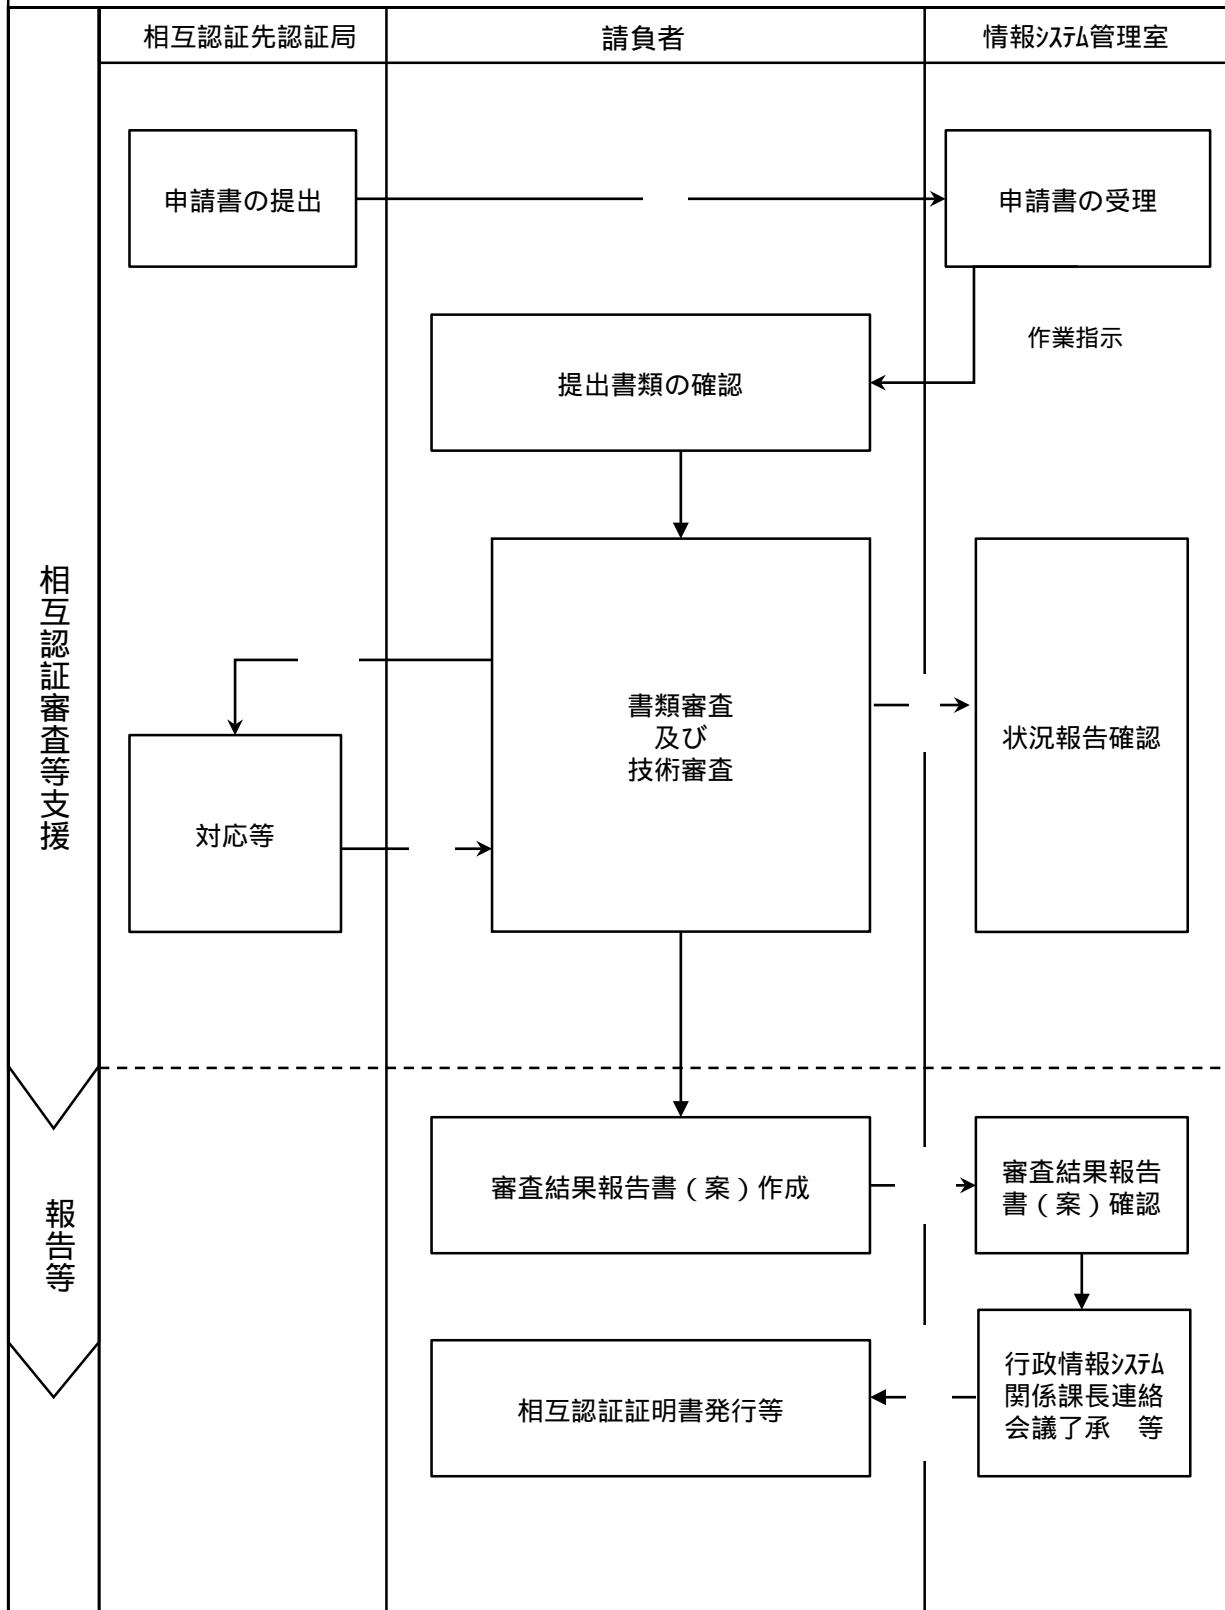 相互認証先認証局
請負者
情報ｼｽﾃﾑ管理室
申請書の提出
申請書の受理
作業指示
提出書類の確認
相互認証審査等支援
書類審査
及び
技術審査
状況報告確認
対応等
報告等
審査結果報告書（案）作成
審査結果報告
書（案）確認
相互認証証明書発行等
行政情報ｼｽﾃﾑ
関係課長連絡
会議了承　等